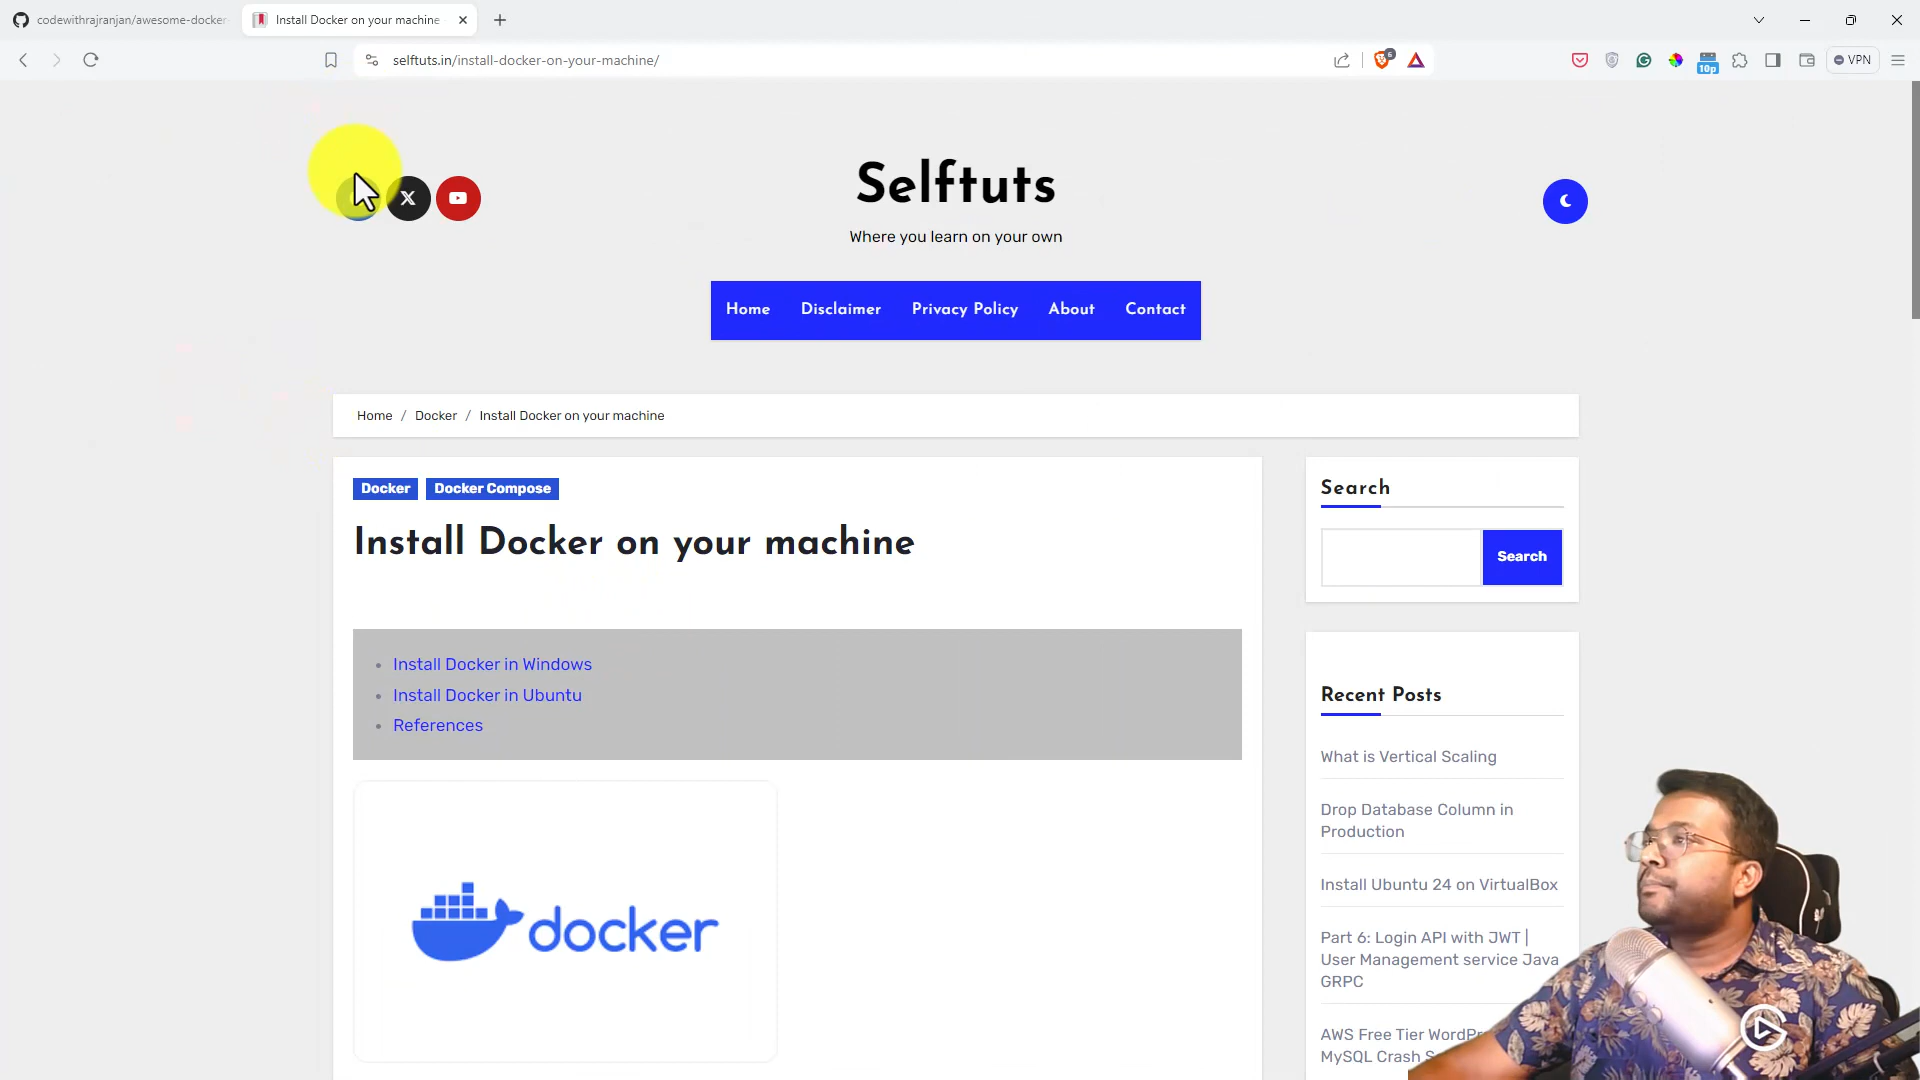 codewithrajranjan/awesome-docker
Install Docker on your machine
selftuts.in/install-docker-on-your-machine/
6
10p
VPN
Selftuts
Where you learn on your own
Home
Disclaimer
Privacy Policy
About
Contact
Home / Docker / Install Docker on your machine
Docker
Docker Compose
Install Docker on your machine
Install Docker in Windows
Install Docker in Ubuntu
References
docker
Search
Search
Recent Posts
What is Vertical Scaling
Drop Database Column in
Production
Install Ubuntu 24 on VirtualBox
Part 6: Login API with JWT |
User Management service Java
GRPC
AWS Free Tier
MySQL Crash